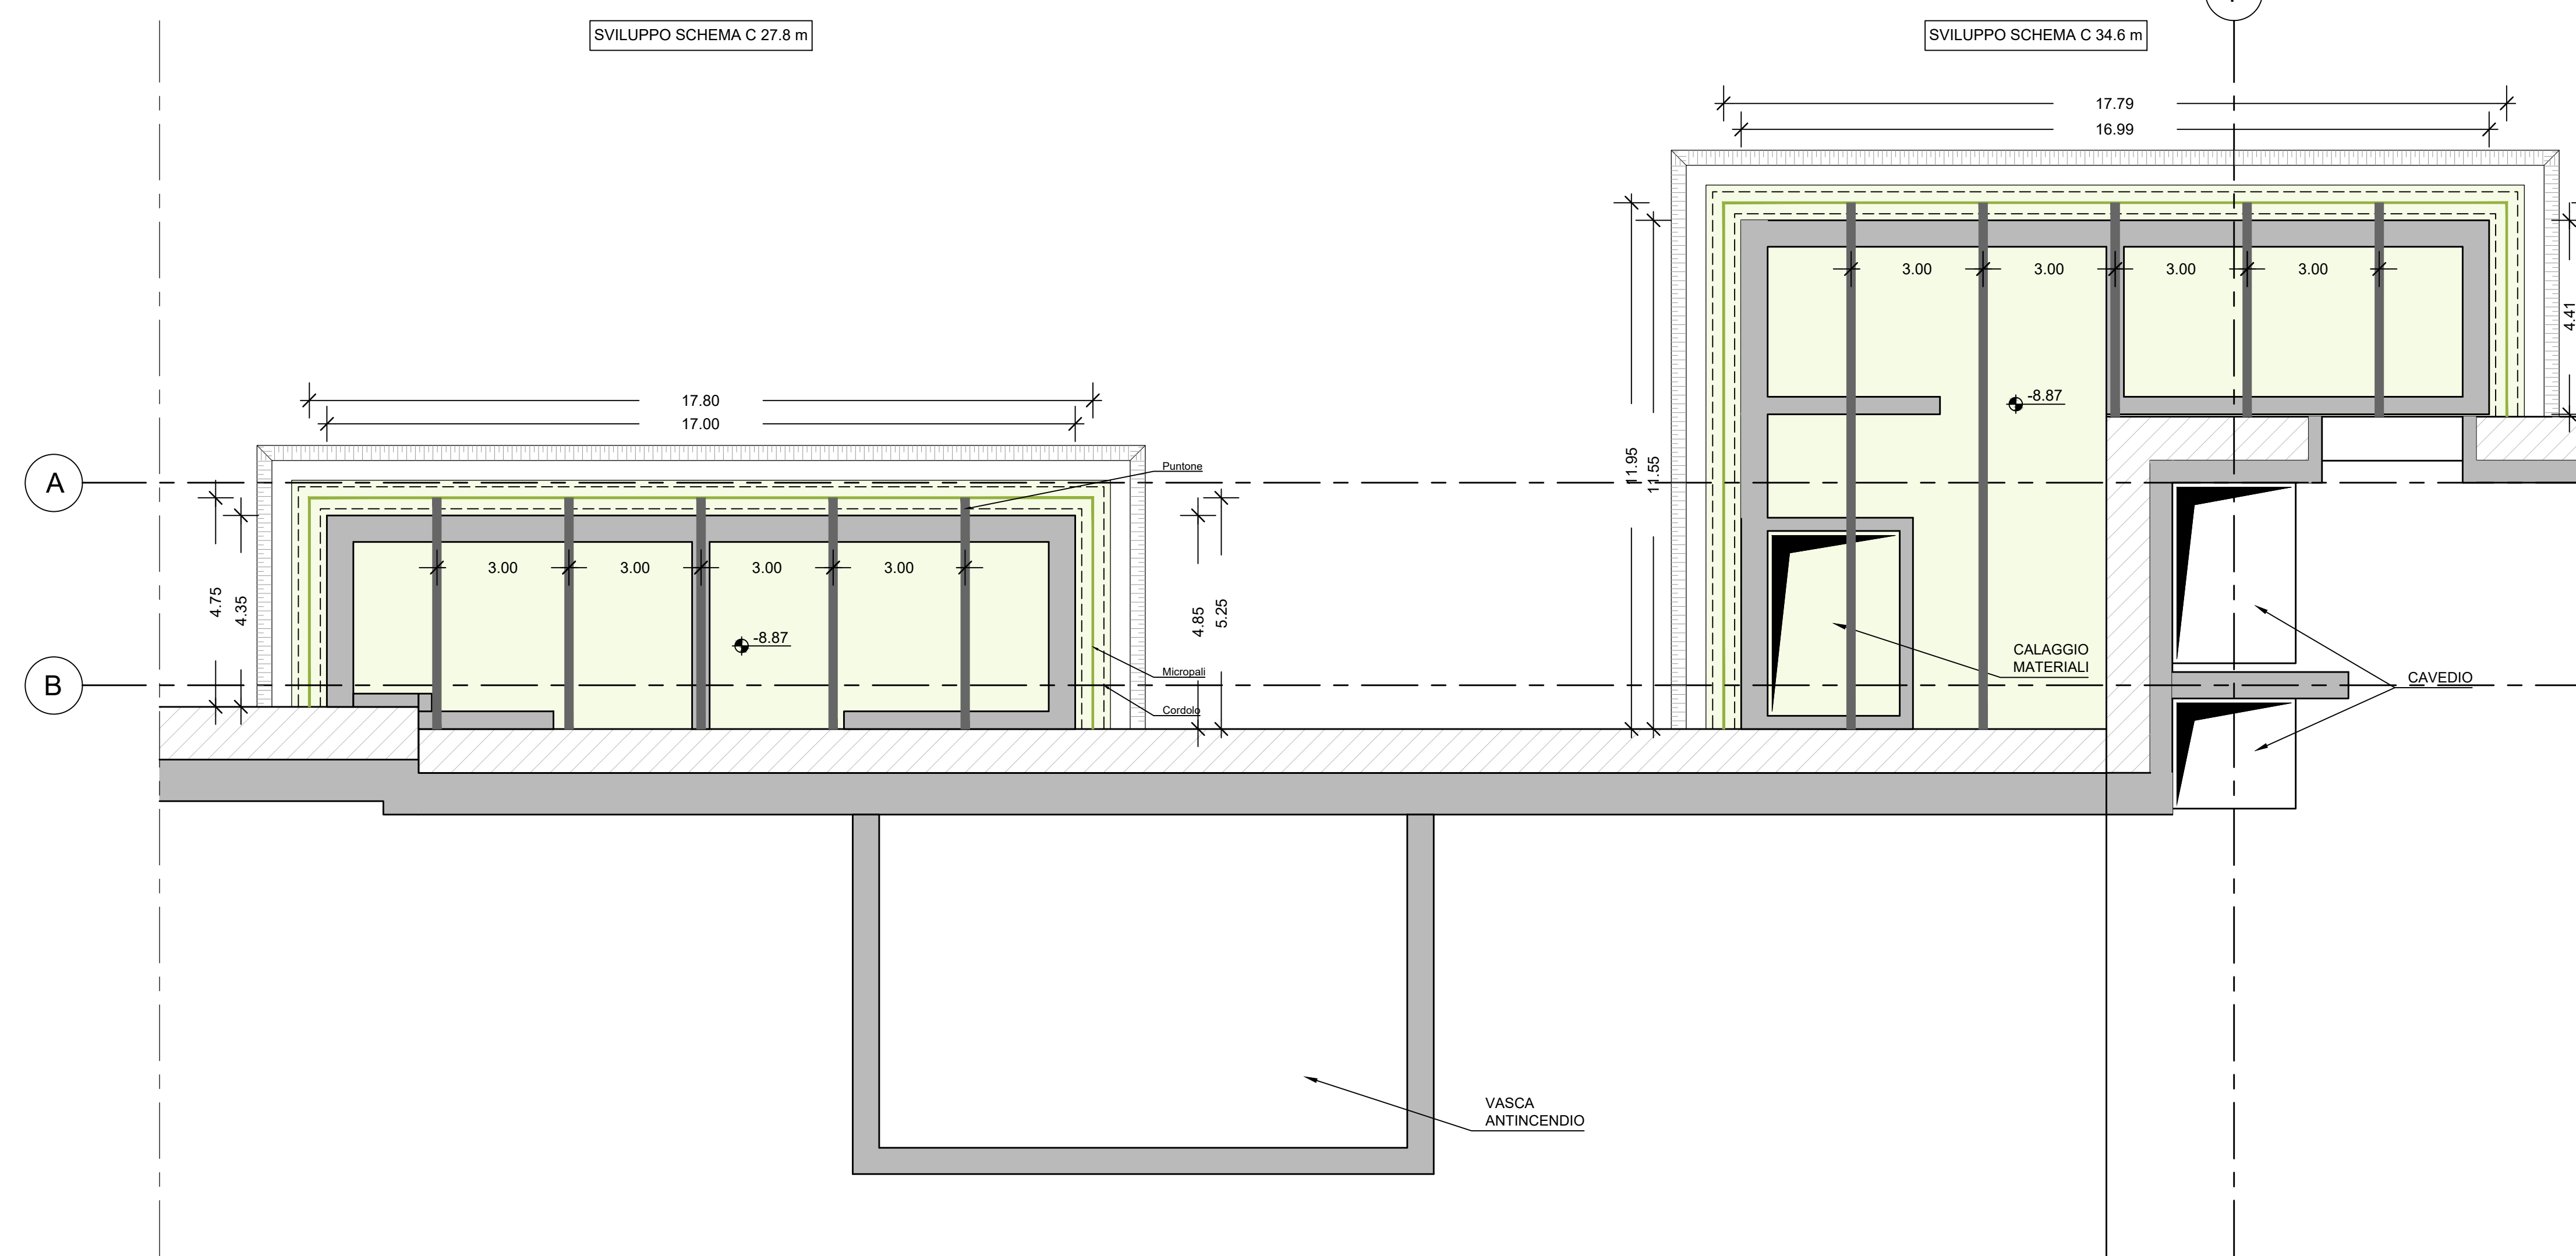 SVILUPPO SCHEMA C 27.8 m
SVILUPPO SCHEMA C 34.6 m
17.79
16.99
3.00
3.00
3.00
3.00
4.41
-8.87
11.95
11.55
17.80
17.00
A
Puntone
3.00
3.00
3.00
3.00
4.75
4.35
4.85
5.25
-8.87
CALAGGIO
MATERIALI
Micropali
B
CAVEDIO
Cordolo
VASCA
ANTINCENDIO